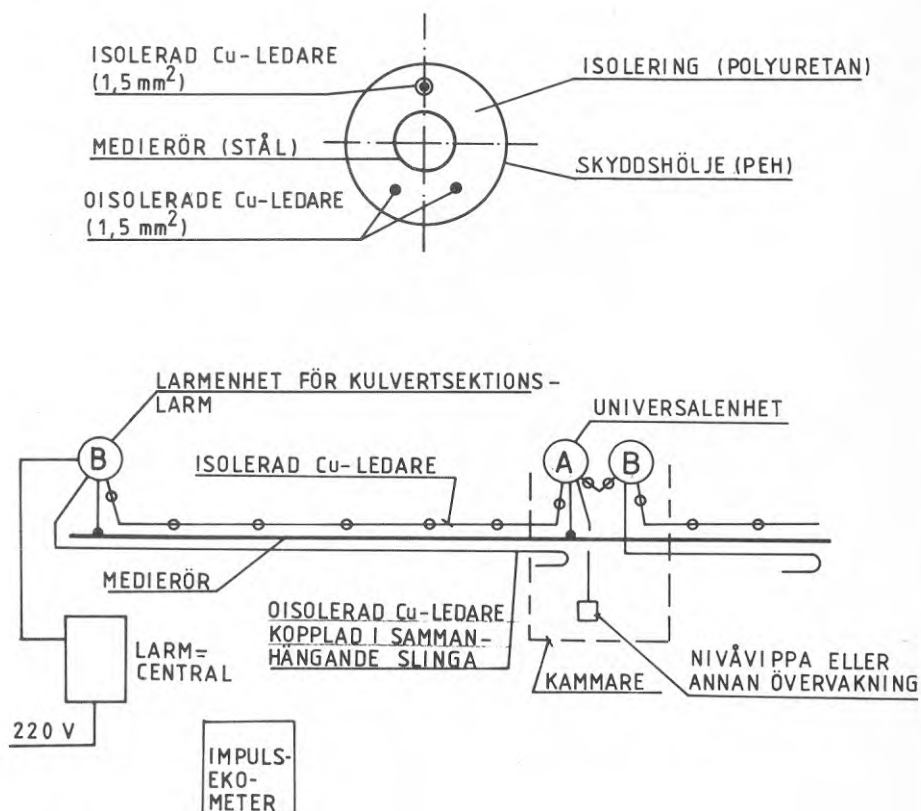 ISOLERAD Cu-LEDARE
(1,5 mm²)
ISOLERING (POLYURETAN)
MEDIERÖR (STÅL)
SKYDDSHÖLJE (PEH)
OISOLERADE Cu-LEDARE
(1,5 mm²)
LARMENHET FÖR KULVERTSEKTIONS-
LARM
UNIVERSALENHET
B
A
B
ISOLERAD Cu-LEDARE
MEDIERÖR
OISOLERAD Cu-LEDARE
KOPPLAD I SAMMAN-
HÄNGANDE SLINGA
LARM=
CENTRAL
KAMMARE
NIVÅVIPPA ELLER
ANNAN ÖVERVAKNING
220 V
IMPULS-
EKO-
METER